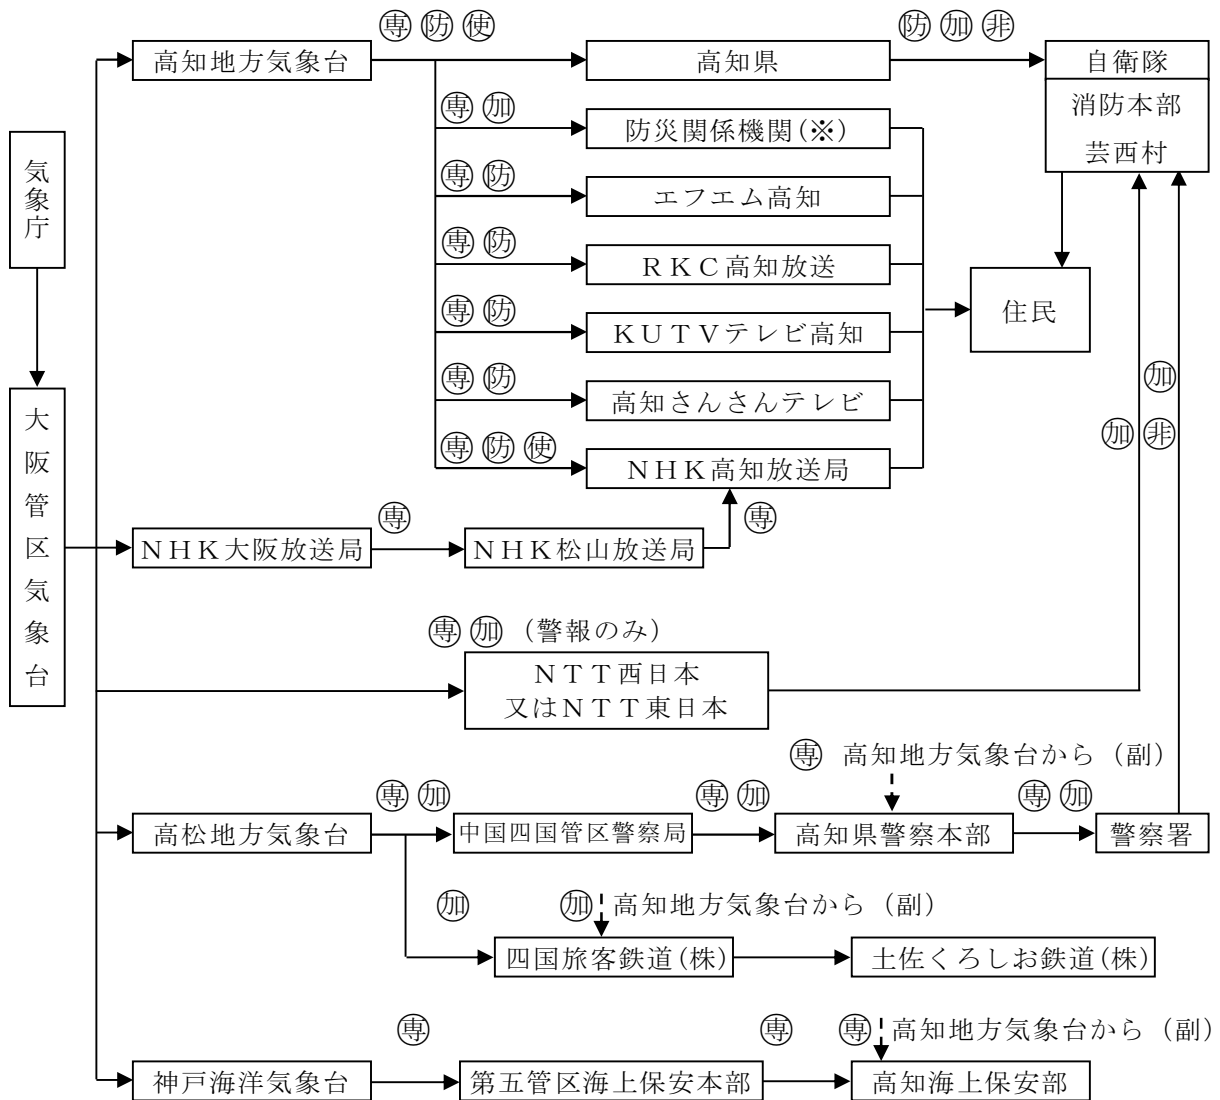 ㊝ 防 使
防 加 非
高知地方気象台
高知県
自衛隊
消防本部
芸西村
専 加
防災関係機関(※)
気象庁
専 防
エフエム高知
専 防
ＲＫＣ高知放送
住民
専 防
ＫＵＴＶテレビ高知
専 防
高知さんさんテレビ
加
加 非
専 防 使
ＮＨＫ高知放送局
大阪管区気象台
専
専
ＮＨＫ大阪放送局
ＮＨＫ松山放送局
専 加 （警報のみ）
ＮＴＴ西日本
又はＮＴＴ東日本
専 高知地方気象台から（副）
専 加
専 加
専 加
高松地方気象台
中国四国管区警察局
高知県警察本部
警察署
加
加 高知地方気象台から（副）
四国旅客鉄道(株)
土佐くろしお鉄道(株)
専
専
専 高知地方気象台から（副）
神戸海洋気象台
第五管区海上保安本部
高知海上保安部